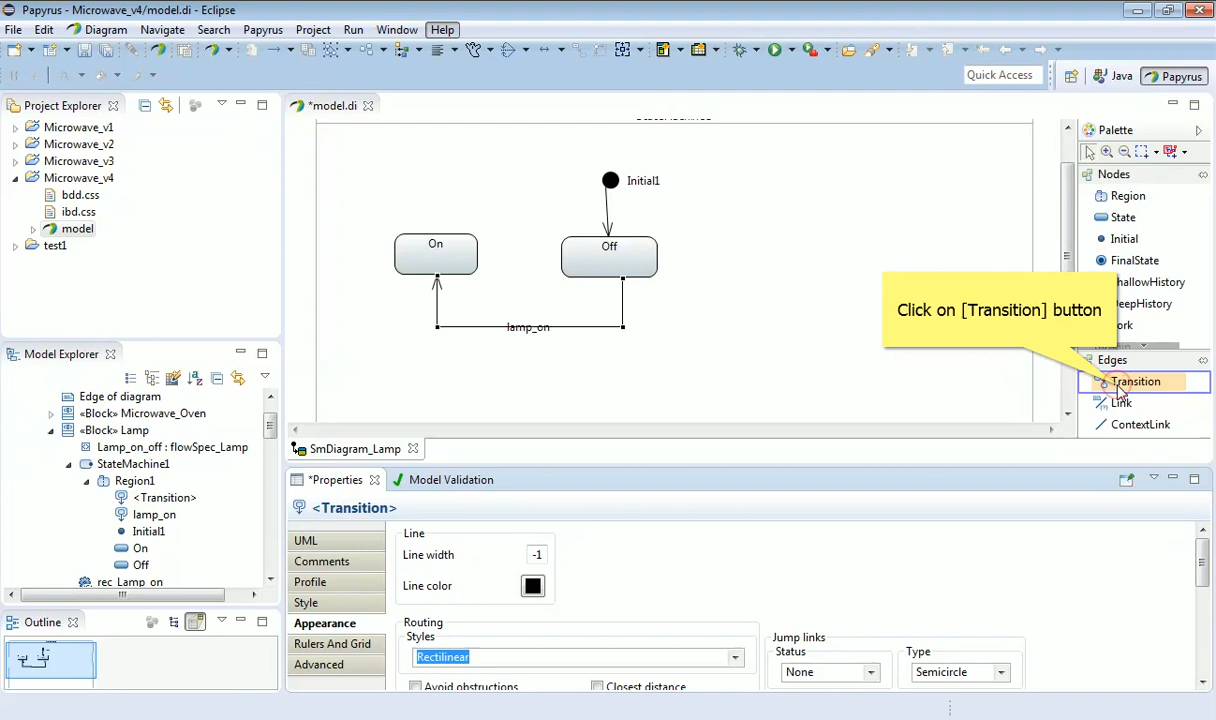 Papyrus - Microwave_v4/model.di - Eclipse
File Edit Diagram Navigate Search Papyrus Project Run Window Help
Quick Access
Java
Papyrus
Project Explorer
Microwave_v1
Microwave_v2
Microwave_v3
Microwave_v4
bdd.css
ibd.css
model
test1
*model.di
Initial1
On
Off
lamp_on
Click on [Transition] button
SmDiagram_Lamp
Palette
Nodes
Region
State
Initial
FinalState
hallowHistory
eepHistory
ork
Edges
Transition
Link
ContextLink
Model Explorer
Edge of diagram
«Block» Microwave_Oven
«Block» Lamp
Lamp_on_off : flowSpec_Lamp
StateMachine1
Region1
<Transition>
lamp_on
Initial1
On
Off
rec_Lamp_on
Outline
*Properties
Model Validation
<Transition>
UML
Comments
Profile
Style
Appearance
Rulers And Grid
Advanced
Line
Line width -1
Line color
Routing
Styles
Rectilinear
Avoid obstructions
Closest distance
Jump links
Status
None
Type
Semicircle